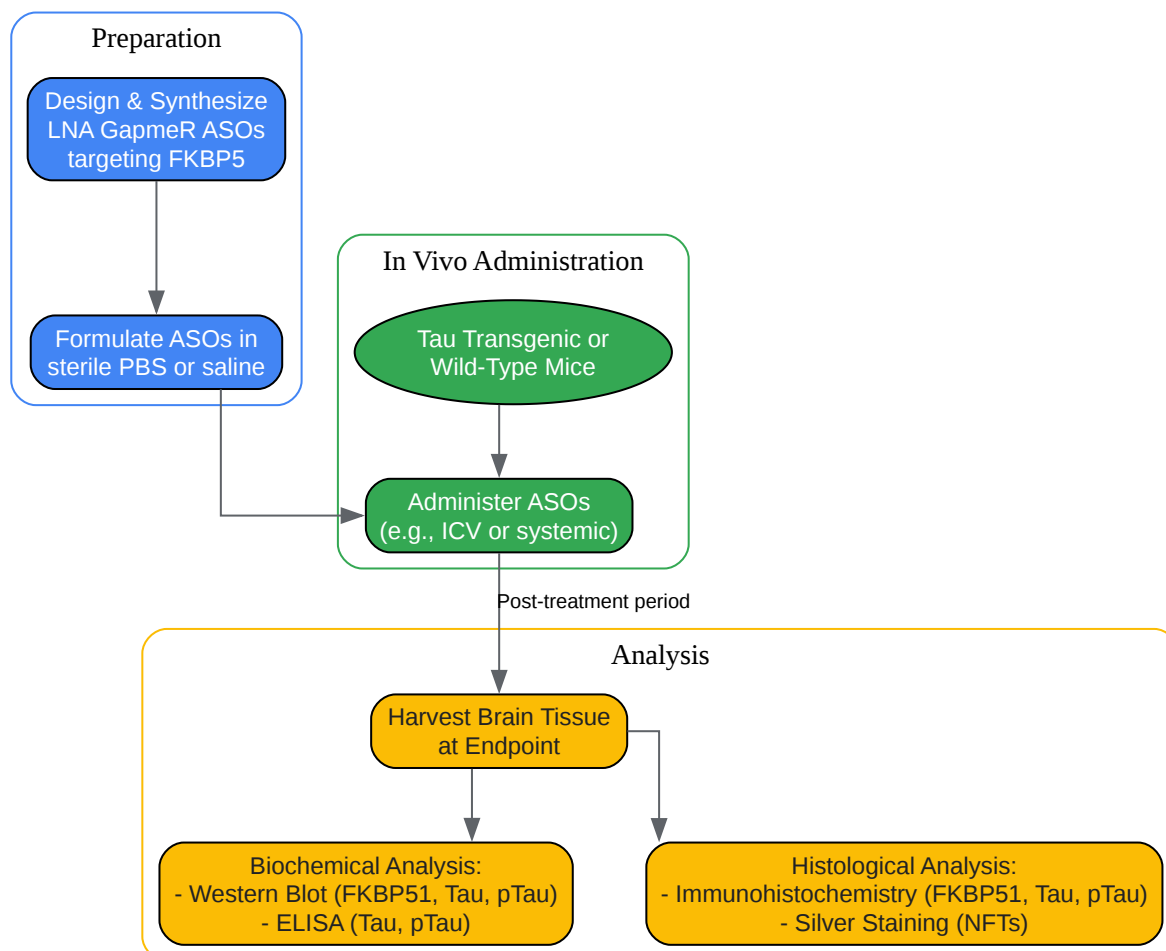 Preparation
Design & Synthesize
LNA GapmeR ASOs
targeting FKBP5
Formulate ASOs in
sterile PBS or saline
In Vivo Administration
Tau Transgenic or
Wild-Type Mice
Administer ASOs
(e.g., ICV or systemic)
Post-treatment period
Analysis
Harvest Brain Tissue
at Endpoint
Biochemical Analysis:
- Western Blot (FKBP51, Tau, pTau)
- ELISA (Tau, pTau)
Histological Analysis:
- Immunohistochemistry (FKBP51, Tau, pTau)
- Silver Staining (NFTs)